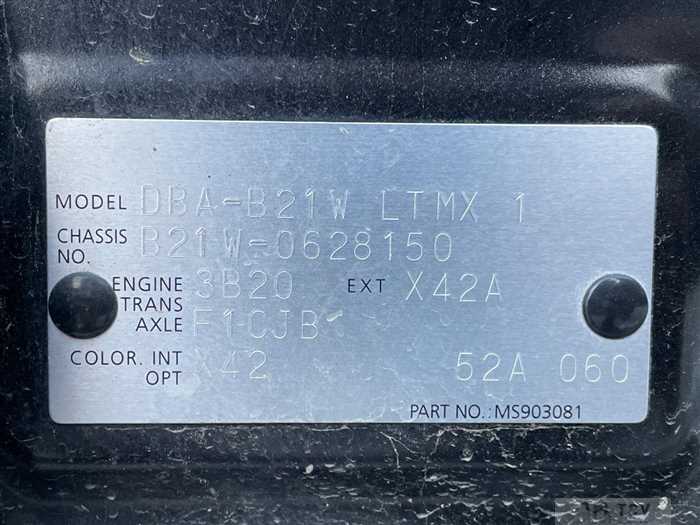 MODEL DBA-B21W LTMX 1
CHASSIS NO. B21W-0628150
ENGINE 3B20 EXT X42A
TRANS AXLE F1CJB
COLOR. INT OPT X42 52A 060
PART NO.:MS903081